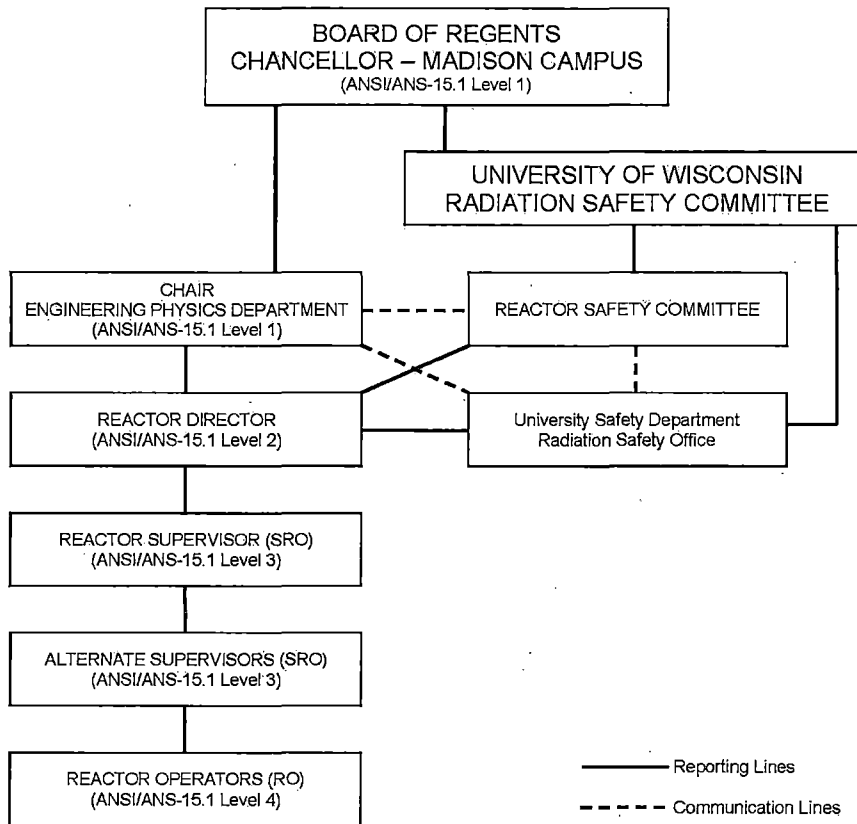 BOARD OF REGENTS
CHANCELLOR – MADISON CAMPUS
(ANSI/ANS-15.1 Level 1)
UNIVERSITY OF WISCONSIN
RADIATION SAFETY COMMITTEE
CHAIR
ENGINEERING PHYSICS DEPARTMENT
(ANSI/ANS-15.1 Level 1)
REACTOR SAFETY COMMITTEE
REACTOR DIRECTOR
(ANSI/ANS-15.1 Level 2)
University Safety Department
Radiation Safety Office
REACTOR SUPERVISOR (SRO)
(ANSI/ANS-15.1 Level 3)
ALTERNATE SUPERVISORS (SRO)
(ANSI/ANS-15.1 Level 3)
REACTOR OPERATORS (RO)
(ANSI/ANS-15.1 Level 4)
Reporting Lines
Communication Lines